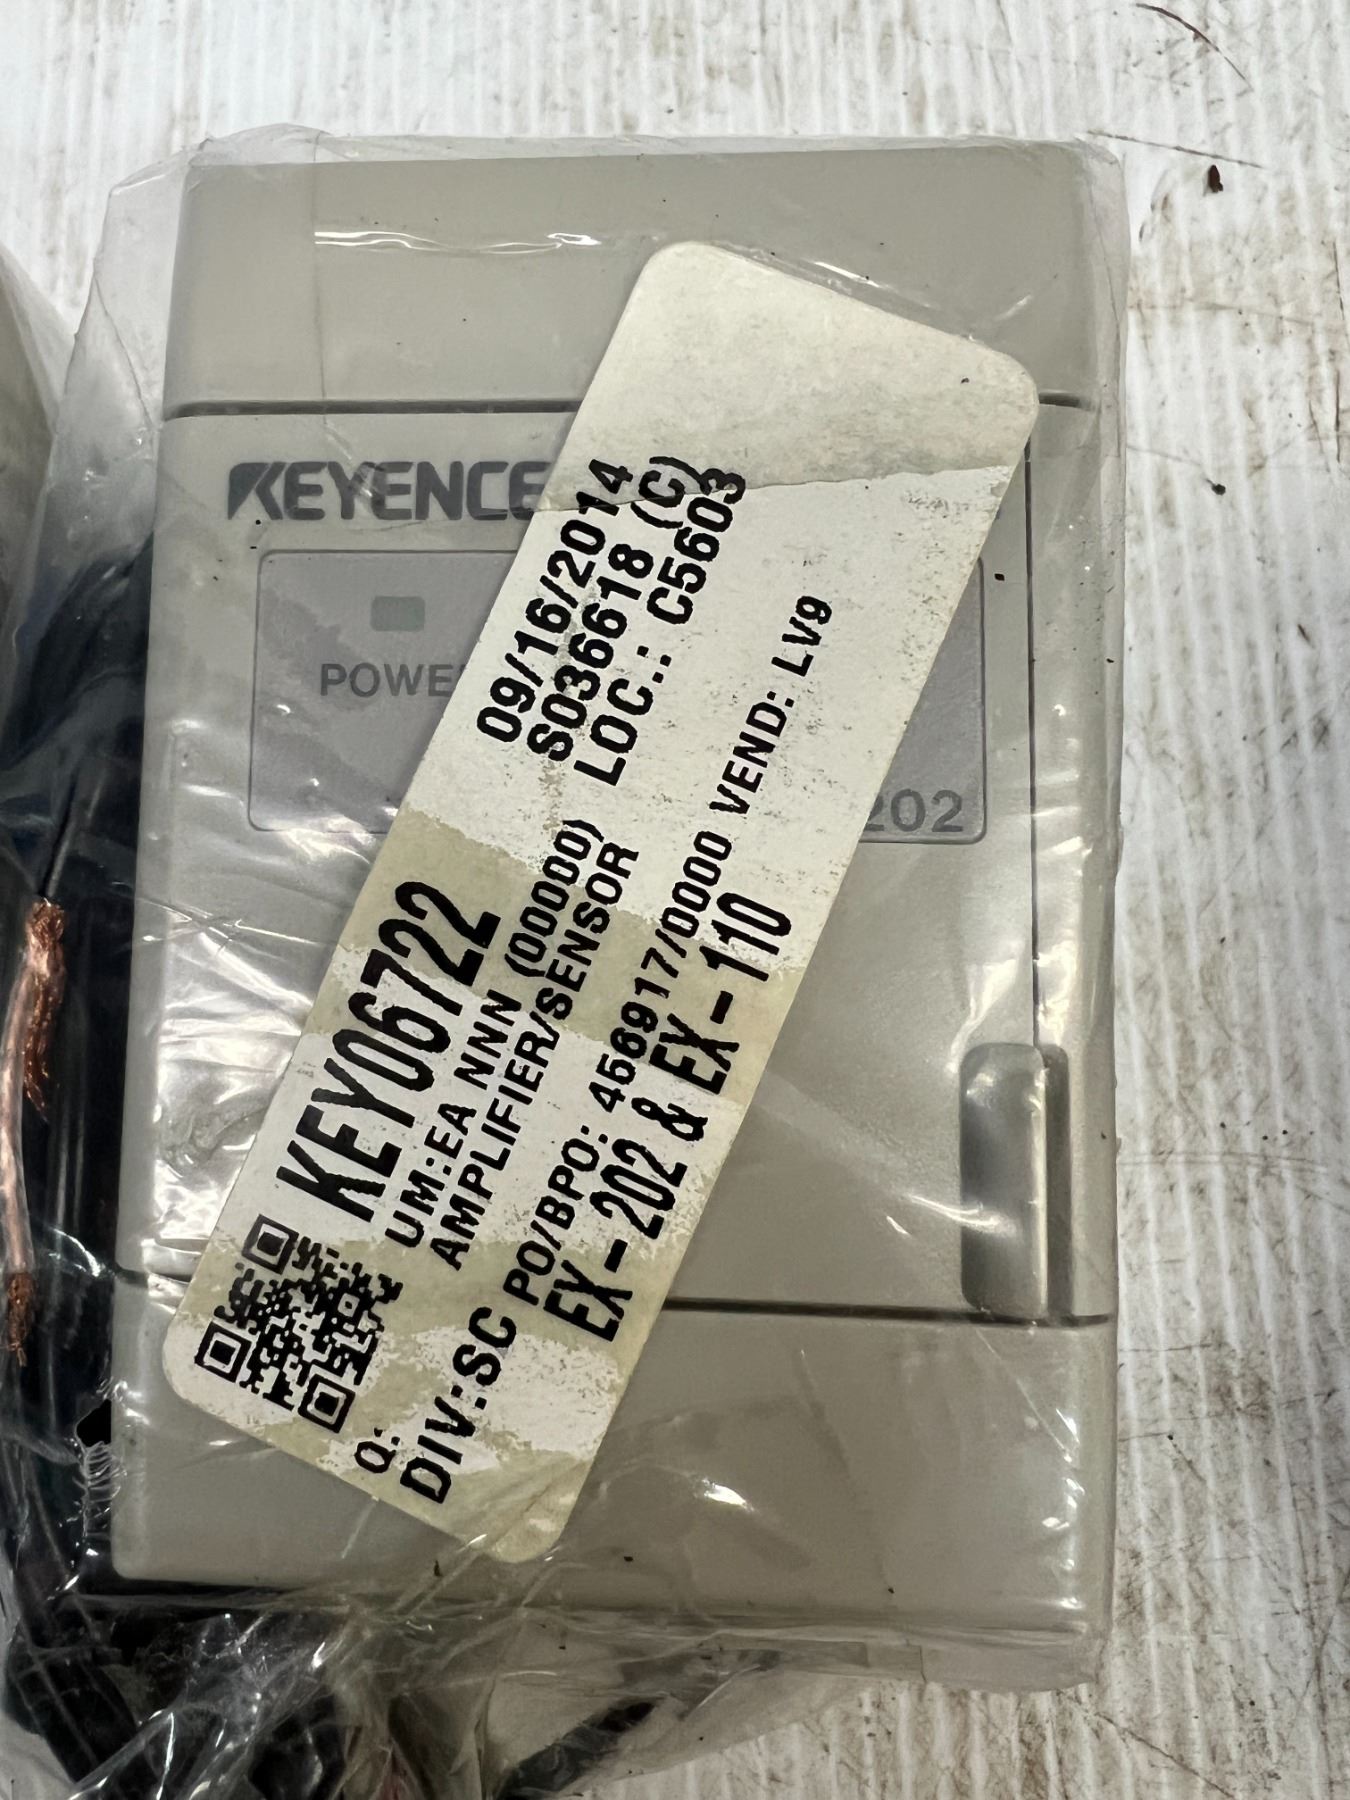 KEYENCE
POWE
202
09/16/2014
KEY06722
S036618 (C)
UM:EA NNN (00000)
LOC.: C5603
AMPLIFIER/SENSOR
Q:
DIV:SC
PO/BPO: 456917/0000 VEND: LV9
EX-202 & EX-110